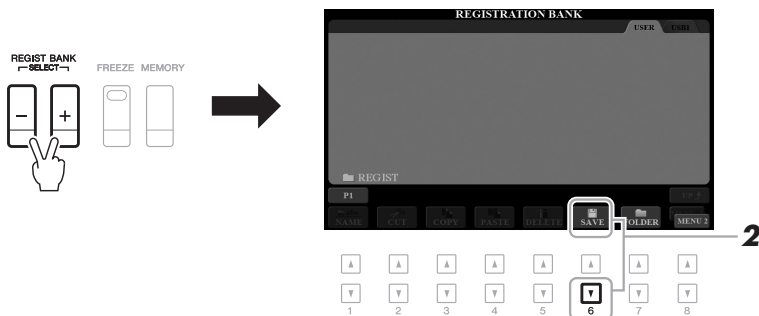 REGIST BANK
SELECT
- +
FREEZE MEMORY
REGISTRATION BANK
USER USB1
REGIST
P1
UP
NAME CUT COPY PASTE DELETE SAVE FOLDER MENU 2
2
1 2 3 4 5 6 7 8